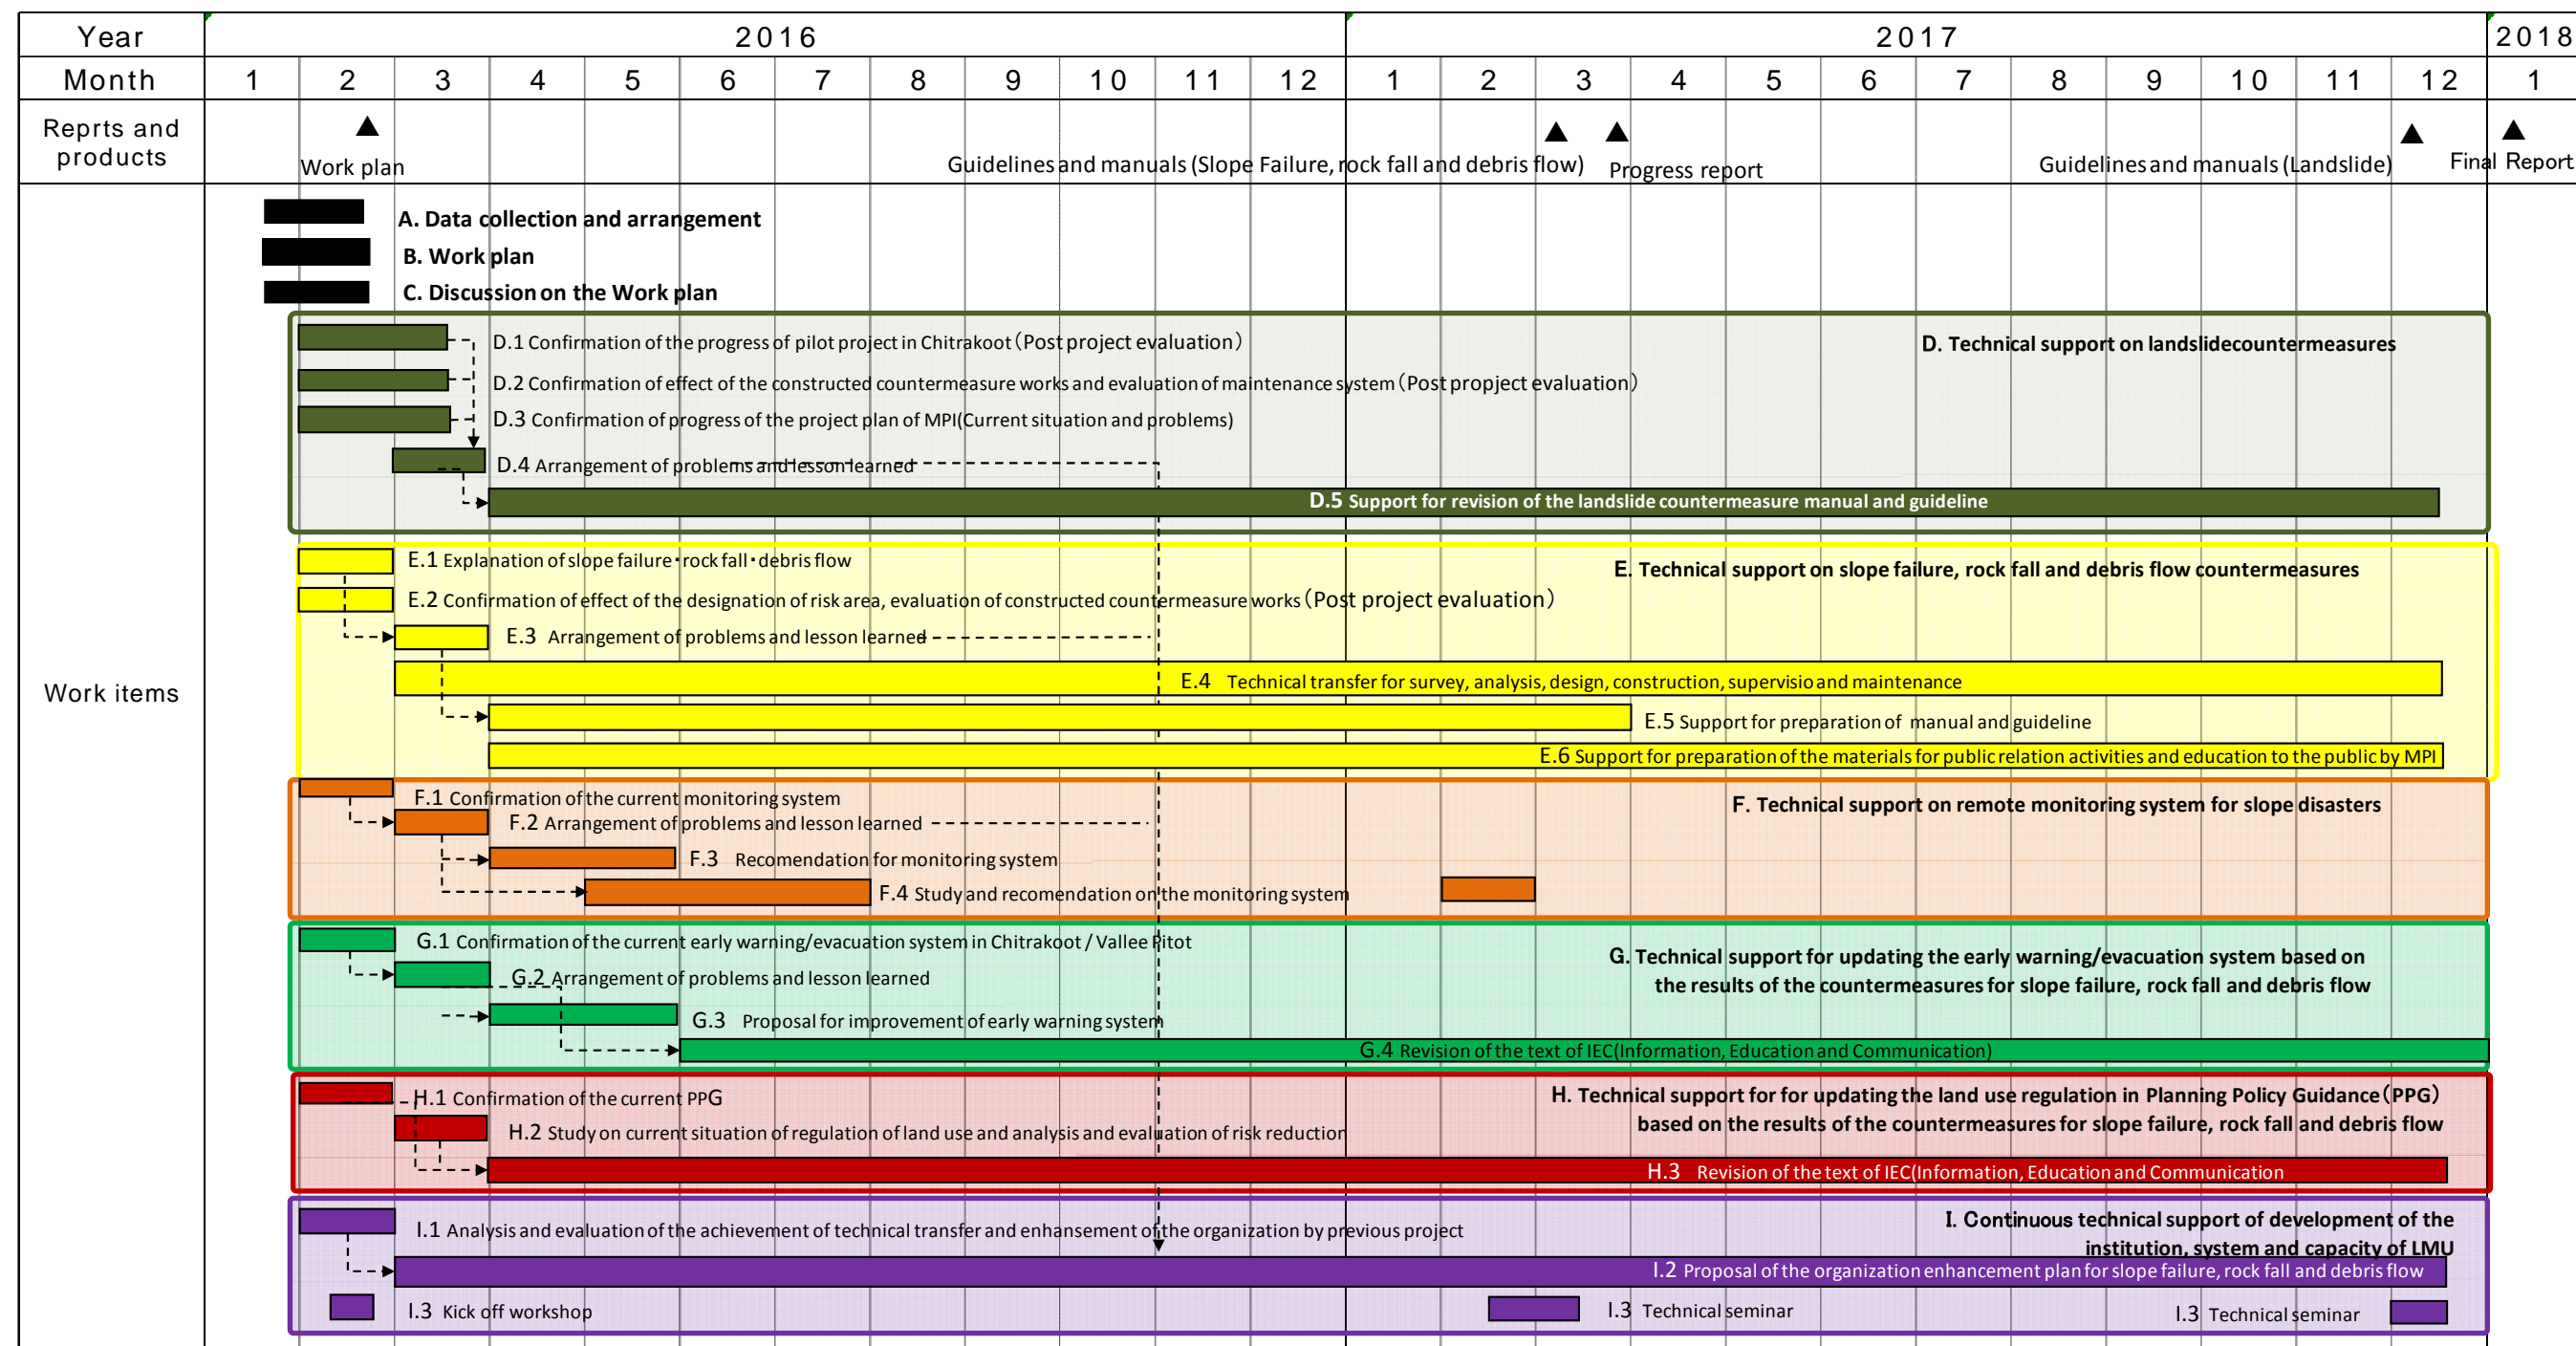 Year 2016 2017 2018
Month 1 2 3 4 5 6 7 8 9 10 11 12 1 2 3 4 5 6 7 8 9 10 11 12 1
Reprts and
products
▲ ▲ ▲ ▲ ▲
Work plan Guidelines and manuals (Slope Failure, rock fall and debris flow) Progress report Guidelines and manuals (Landslide) Final Report
Work items
A. Data collection and arrangement
B. Work plan
C. Discussion on the Work plan
D.1 Confirmation of the progress of pilot project in Chitrakoot（Post project evaluation）
D. Technical support on landslidecountermeasures
D.2 Confirmation of effect of the constructed countermeasure works and evaluation of maintenance system（Post propject evaluation）
D.3 Confirmation of progress of the project plan of MPI(Current situation and problems)
D.4 Arrangement of problems and lesson learned
D.5 Support for revision of the landslide countermeasure manual and guideline
E.1 Explanation of slope failure・rock fall・debris flow
E. Technical support on slope failure, rock fall and debris flow countermeasures
E.2 Confirmation of effect of the designation of risk area, evaluation of constructed countermeasure works（Post project evaluation）
E.3 Arrangement of problems and lesson learned
E.4 Technical transfer for survey, analysis, design, construction, supervisio and maintenance
E.5 Support for preparation of manual and guideline
E.6 Support for preparation of the materials for public relation activities and education to the public by MPI
F.1 Confirmation of the current monitoring system
F. Technical support on remote monitoring system for slope disasters
F.2 Arrangement of problems and lesson learned
F.3 Recomendation for monitoring system
F.4 Study and recomendation on the monitoring system
G.1 Confirmation of the current early warning/evacuation system in Chitrakoot / Vallee Pitot
G. Technical support for updating the early warning/evacuation system based on
the results of the countermeasures for slope failure, rock fall and debris flow
G.2 Arrangement of problems and lesson learned
G.3 Proposal for improvement of early warning system
G.4 Revision of the text of IEC(Information, Education and Communication)
H.1 Confirmation of the current PPG
H. Technical support for for updating the land use regulation in Planning Policy Guidance（PPG）
based on the results of the countermeasures for slope failure, rock fall and debris flow
H.2 Study on current situation of regulation of land use and analysis and evaluation of risk reduction
H.3 Revision of the text of IEC(Information, Education and Communication
I.1 Analysis and evaluation of the achievement of technical transfer and enhansement of the organization by previous project
I. Continuous technical support of development of the
institution, system and capacity of LMU
I.2 Proposal of the organization enhancement plan for slope failure, rock fall and debris flow
I.3 Kick off workshop
I.3 Technical seminar
I.3 Technical seminar